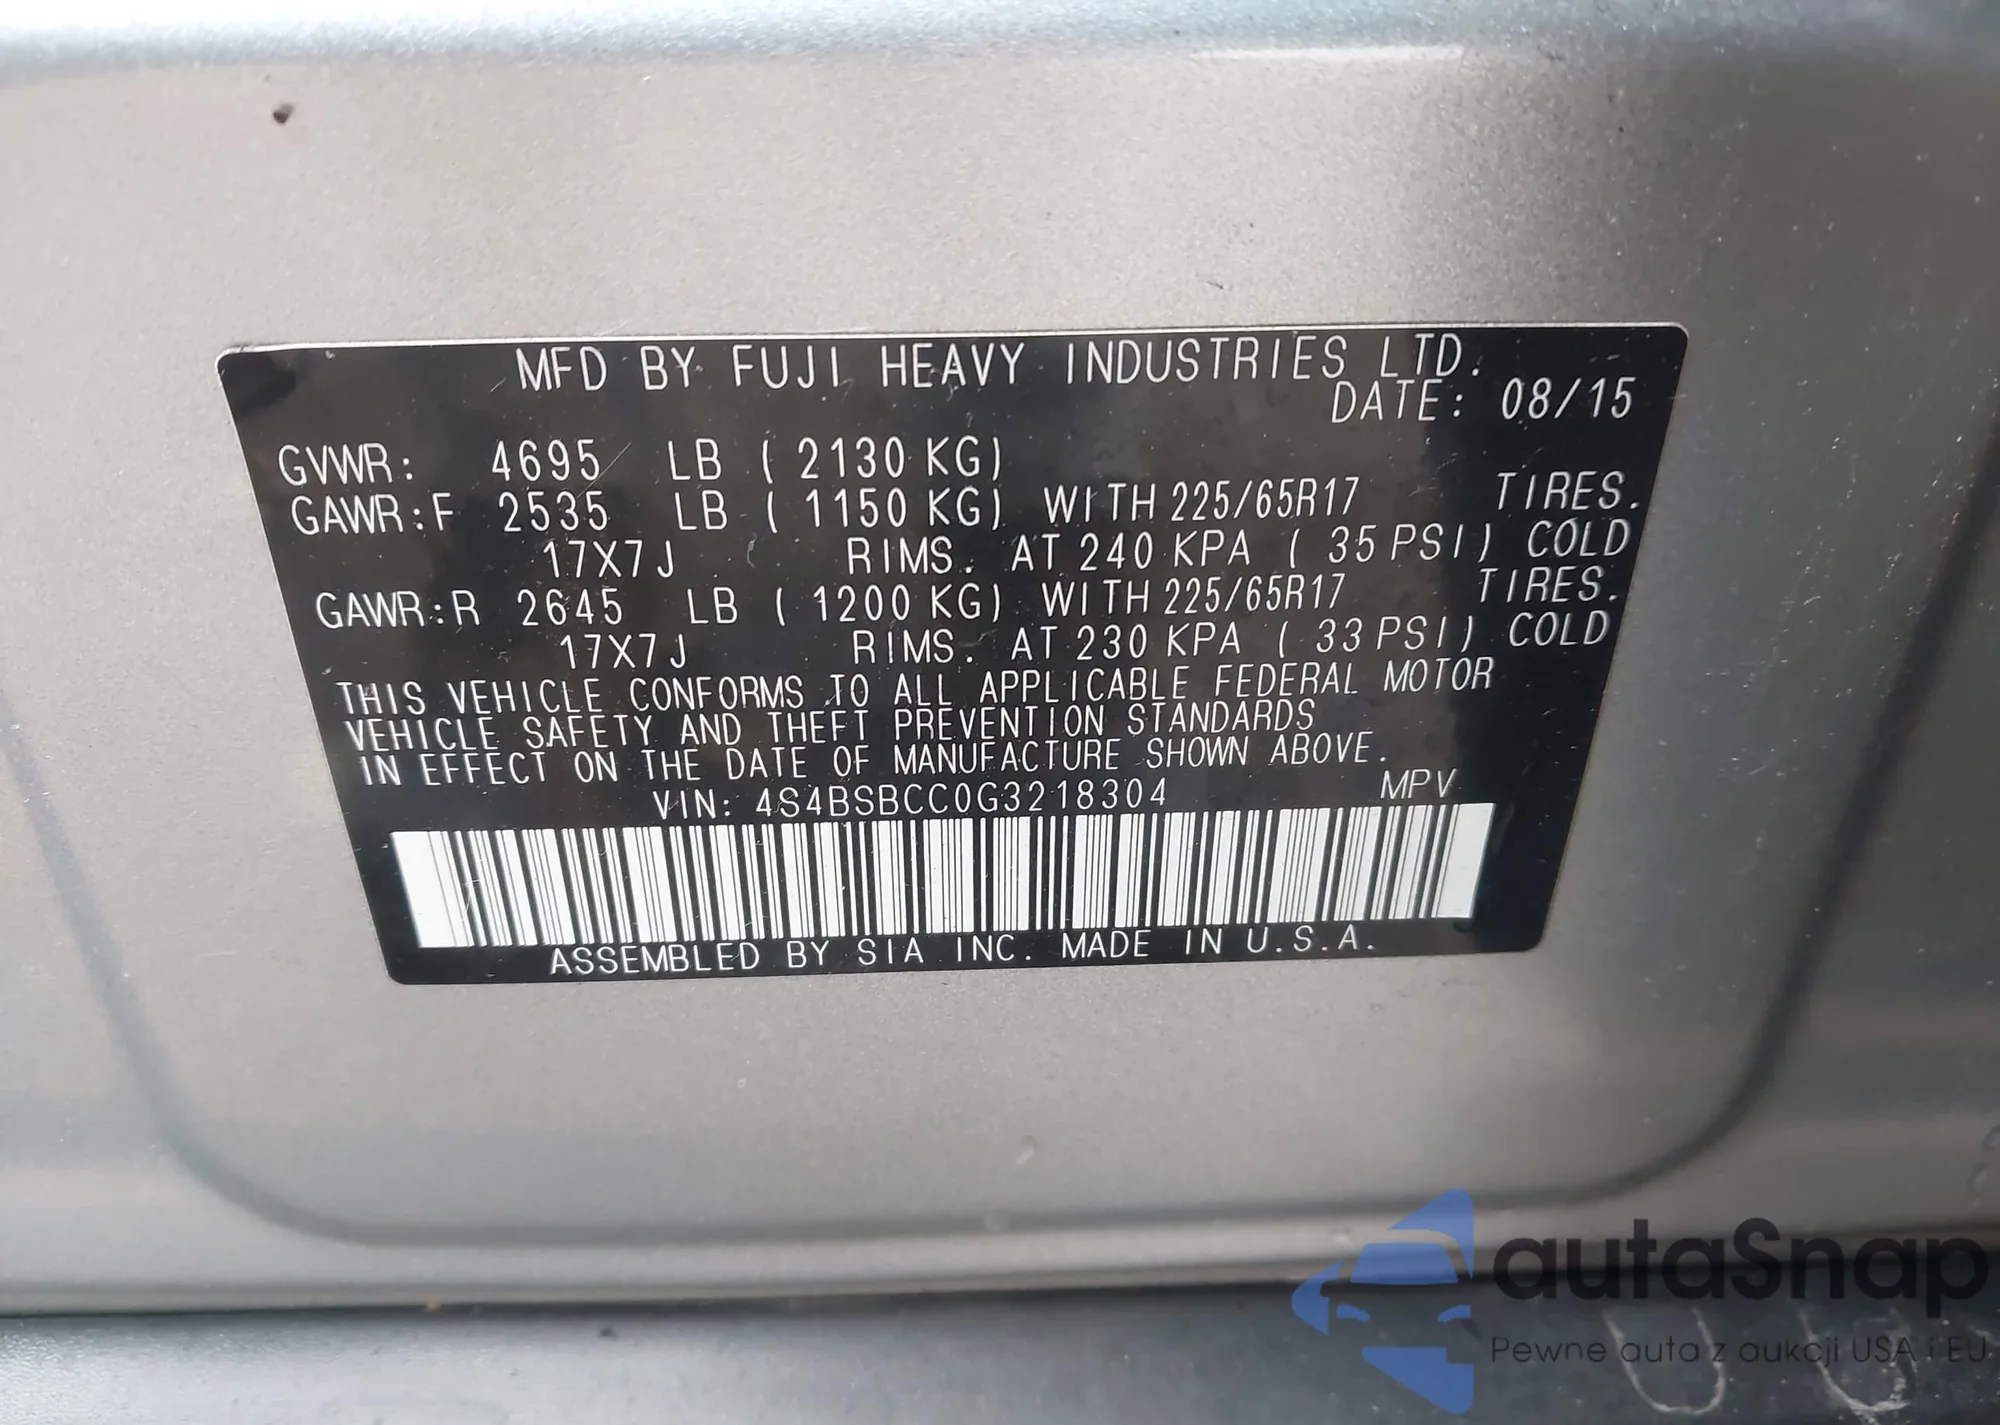 MFD BY FUJI HEAVY INDUSTRIES LTD.
DATE: 08/15
GVWR: 4695 LB ( 2130 KG)
GAWR:F 2535 LB ( 1150 KG) WITH 225/65R17 TIRES.
17X7J RIMS. AT 240 KPA ( 35 PSI) COLD
GAWR:R 2645 LB ( 1200 KG) WITH 225/65R17 TIRES.
17X7J RIMS. AT 230 KPA ( 33 PSI) COLD
THIS VEHICLE CONFORMS TO ALL APPLICABLE FEDERAL MOTOR
VEHICLE SAFETY AND THEFT PREVENTION STANDARDS
IN EFFECT ON THE DATE OF MANUFACTURE SHOWN ABOVE.
VIN: 4S4BSBCC0G3218304 MPV
ASSEMBLED BY SIA INC. MADE IN U.S.A.
autaSnap
Pewne auta z aukcji USA i EU